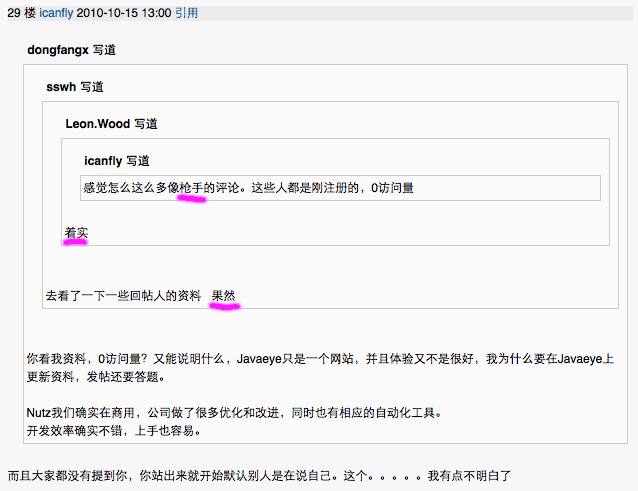 29 楼 icanfly 2010-10-15 13:00 引用
dongfangx 写道
sswh 写道
Leon.Wood 写道
icanfly 写道
感觉怎么这么多像枪手的评论。这些人都是刚注册的，0访问量
着实
去看了一下一些回帖人的资料 果然
你看我资料，0访问量？又能说明什么，Javaeye只是一个网站，并且体验又不是很好，我为什么要在Javaeye上
更新资料，发帖还要答题。
Nutz我们确实在商用，公司做了很多优化和改进，同时也有相应的自动化工具。
开发效率确实不错，上手也容易。
而且大家都没有提到你，你站出来就开始默认别人是在说自己。这个。。。。。我有点不明白了